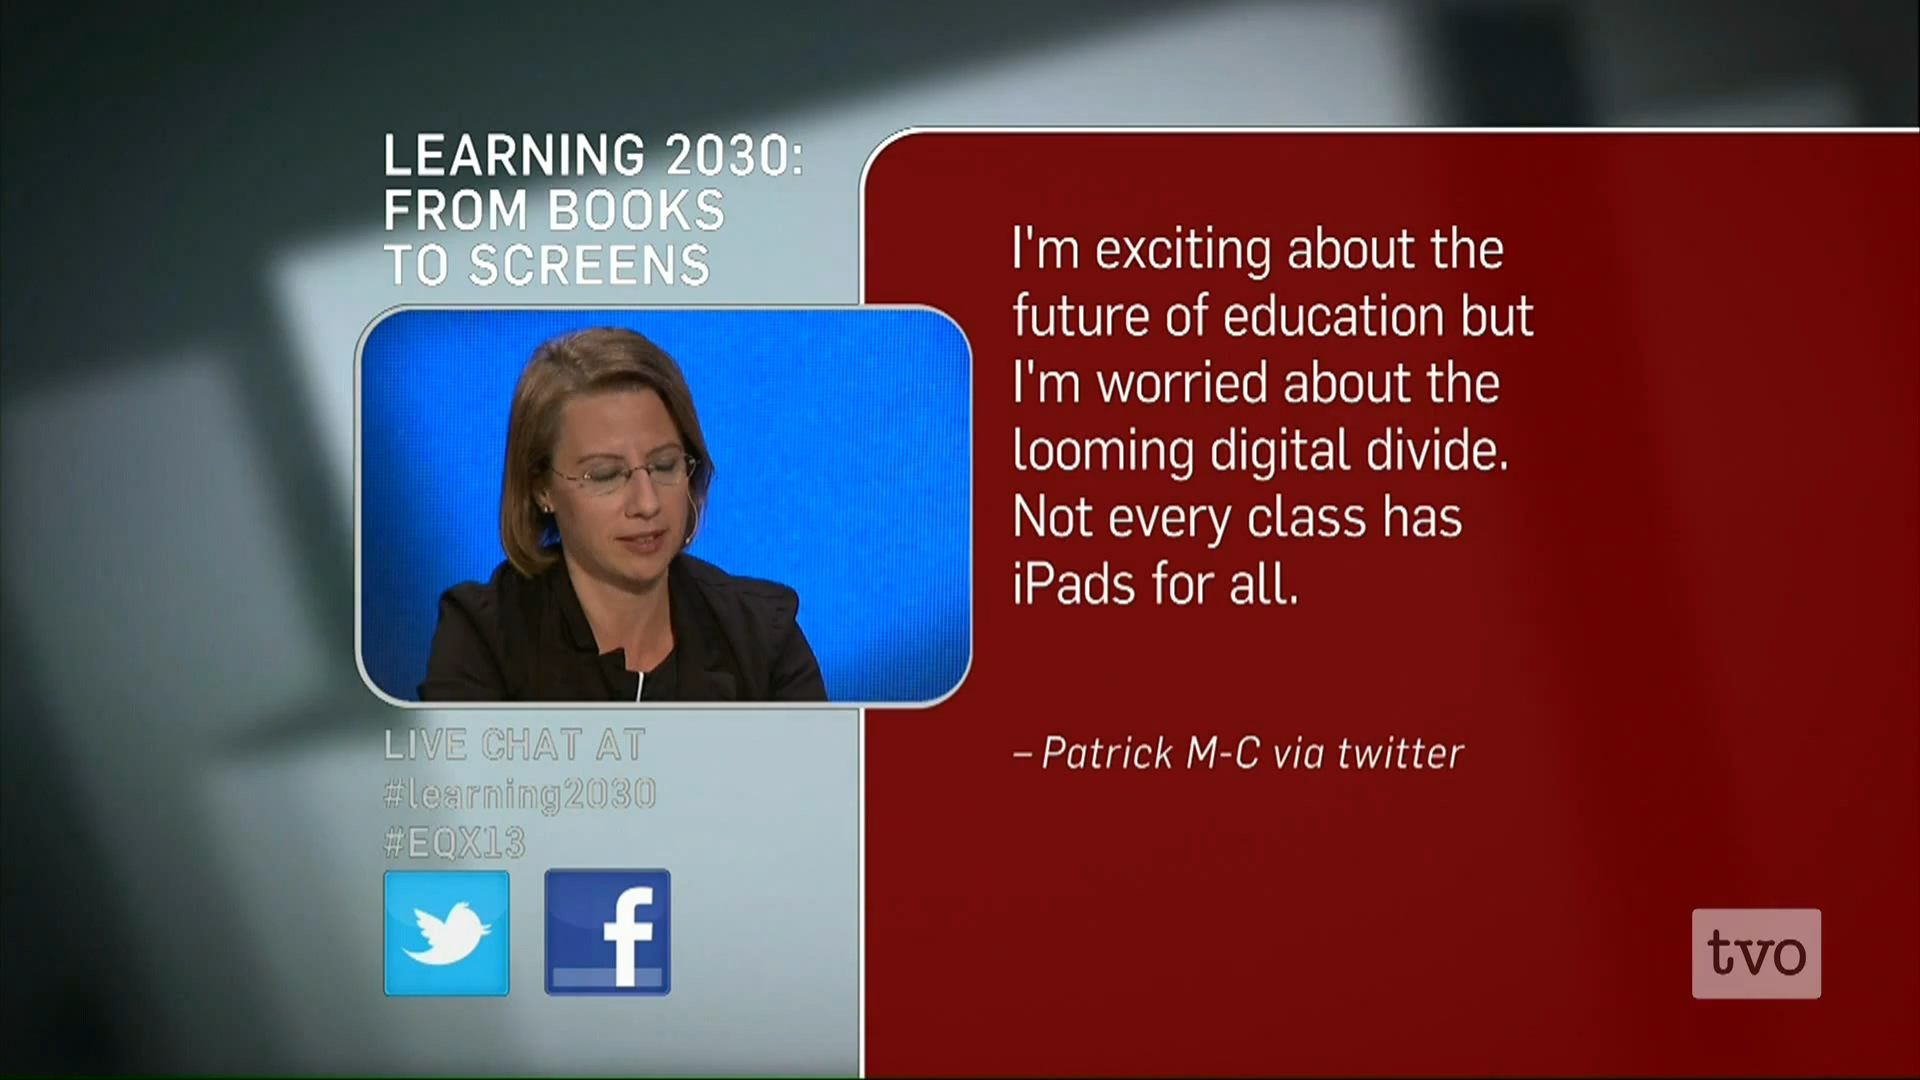 LEARNING 2030:
FROM BOOKS
TO SCREENS
I'm exciting about the
future of education but
I'm worried about the
looming digital divide.
Not every class has
iPads for all.
– Patrick M-C via twitter
LIVE CHAT AT
#learning2030
#EQX13
f
tvo